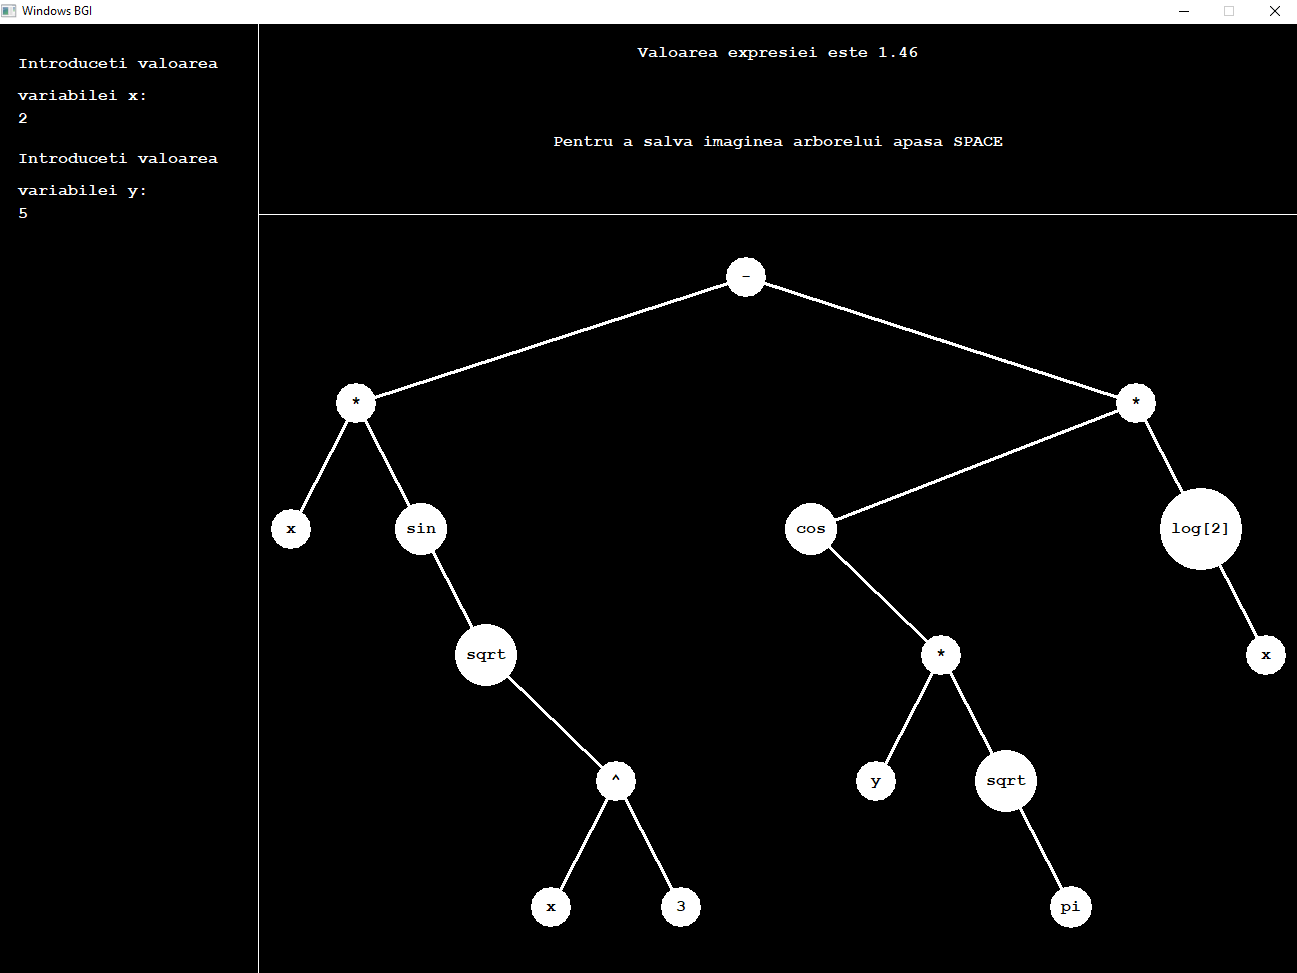 Windows BGI
Introduceti valoarea
variabilei x:
2
Introduceti valoarea
variabilei y:
5
Valoarea expresiei este 1.46
Pentru a salva imaginea arborelui apasa SPACE
-
* *
x sin cos log[2]
sqrt * x
^ y sqrt
x 3 pi